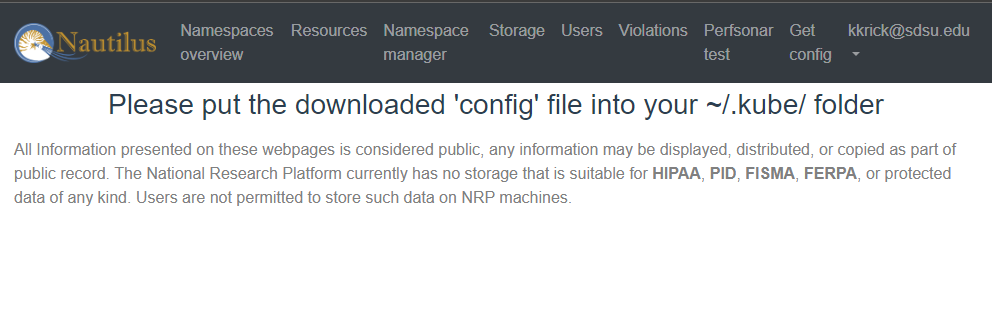 Nautilus
Namespaces overview
Resources
Namespace manager
Storage
Users
Violations
Perfsonar test
Get config
kkrick@sdsu.edu
Please put the downloaded 'config' file into your ~/.kube/ folder
All Information presented on these webpages is considered public, any information may be displayed, distributed, or copied as part of
public record. The National Research Platform currently has no storage that is suitable for HIPAA, PID, FISMA, FERPA, or protected
data of any kind. Users are not permitted to store such data on NRP machines.